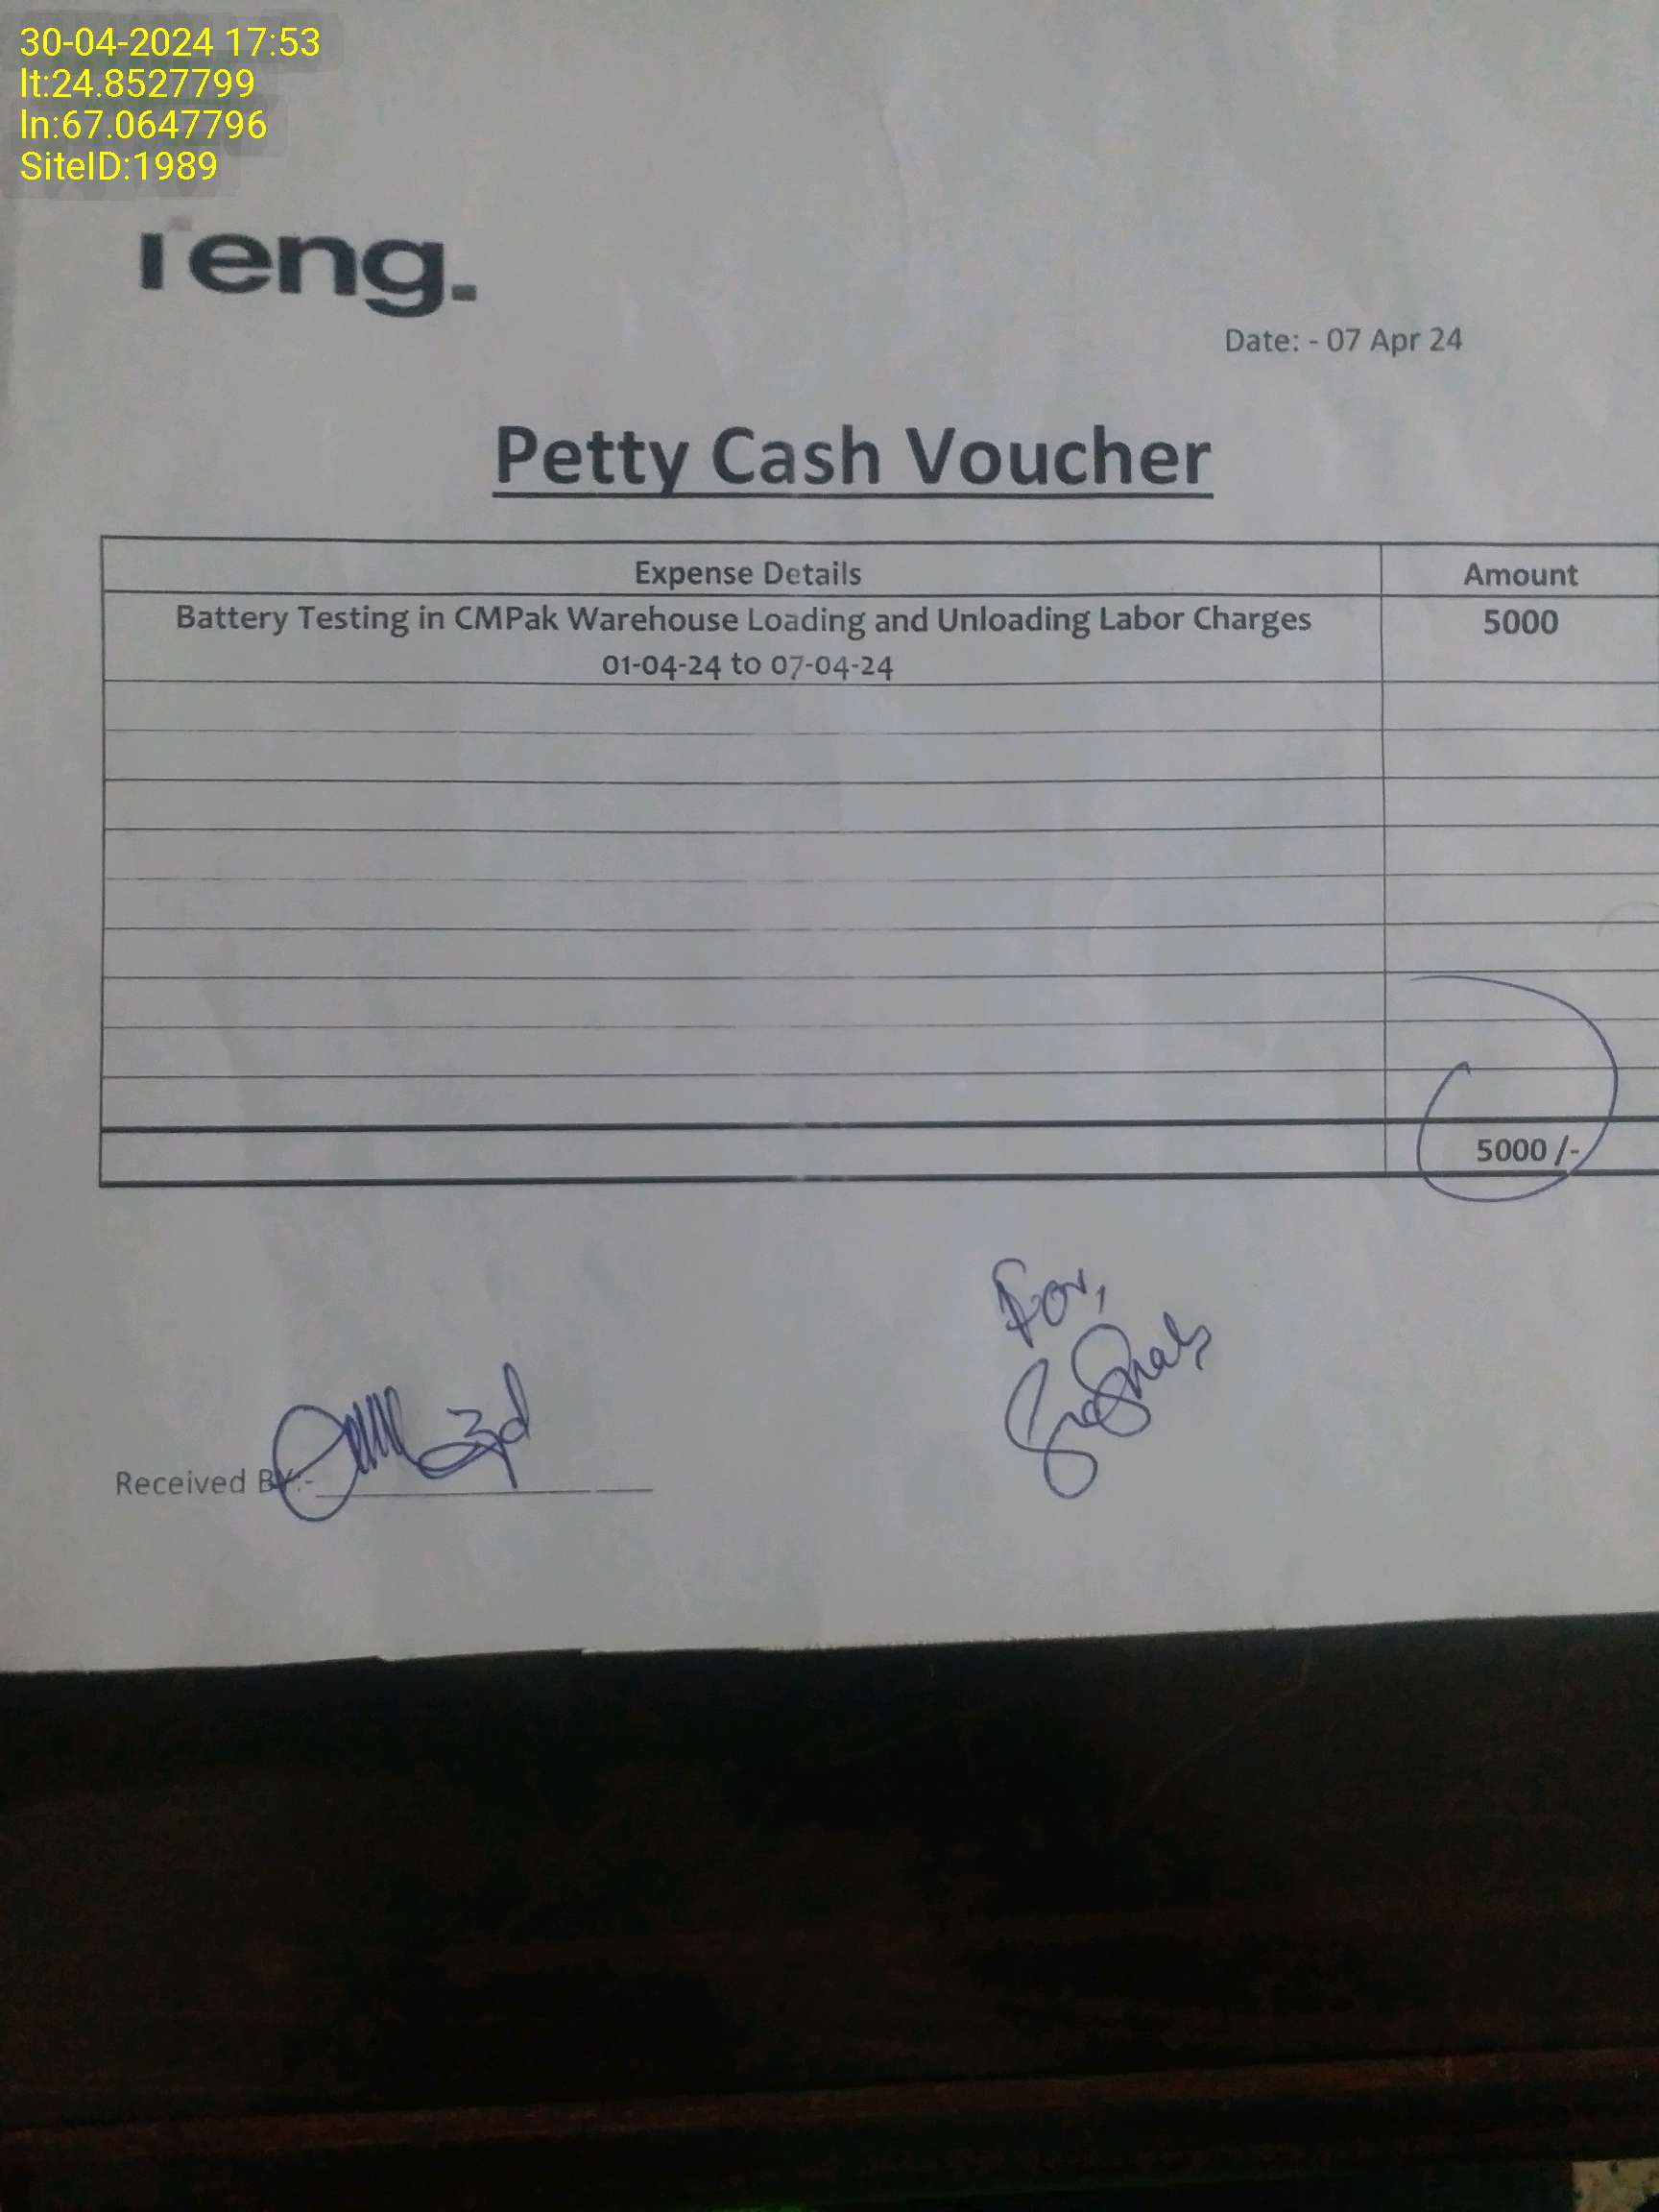 30-04-2024 17:53
lt:24.8527799
ln:67.0647796
SiteID:1989
ieng.
Date: - 07 Apr 24
Petty Cash Voucher
Expense Details Amount
Battery Testing in CMPak Warehouse Loading and Unloading Labor Charges 5000
01-04-24 to 07-04-24
5000 /-
For,
Received BY:-